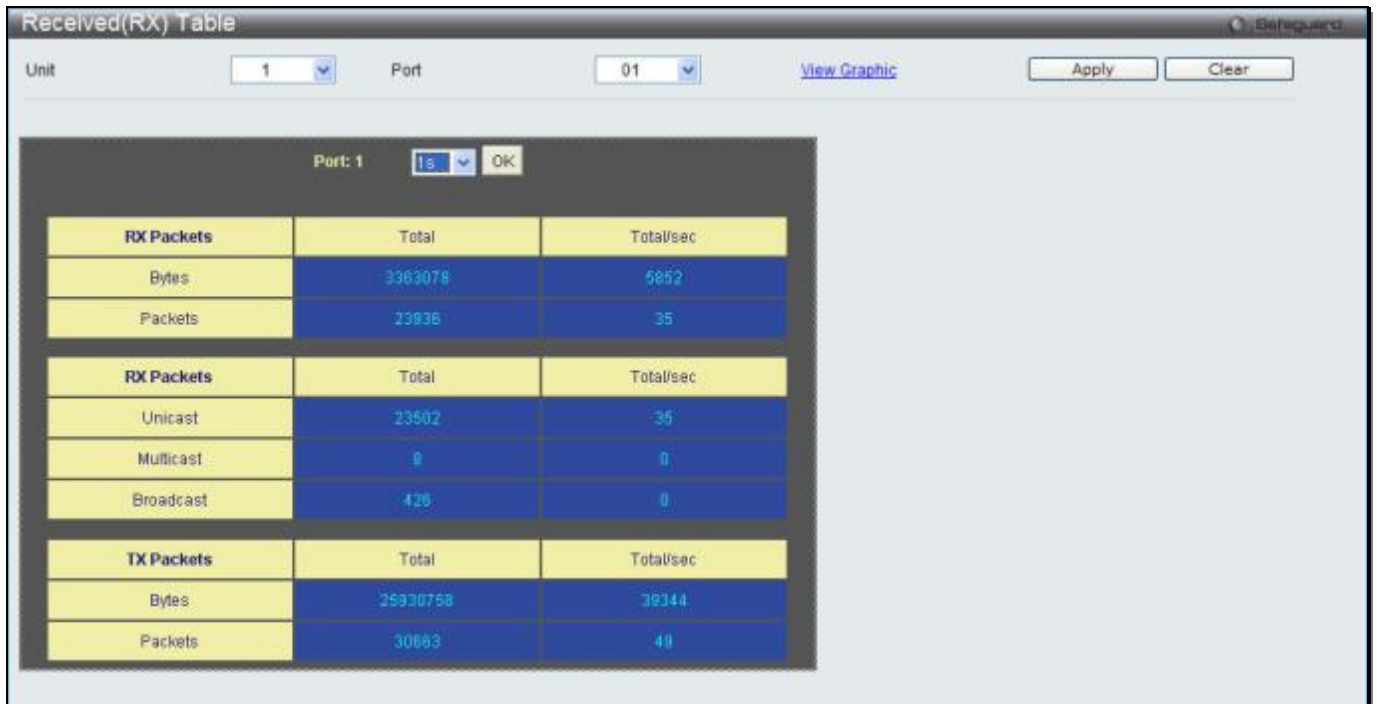 Received(RX) Table
Safeguard
Unit 1 Port 01 View Graphic Apply Clear
Port: 1 1s OK
RX Packets Total Total/sec
Bytes 3363078 5852
Packets 23936 35
RX Packets Total Total/sec
Unicast 23502 35
Multicast 8 0
Broadcast 426 0
TX Packets Total Total/sec
Bytes 25930758 39344
Packets 30663 49